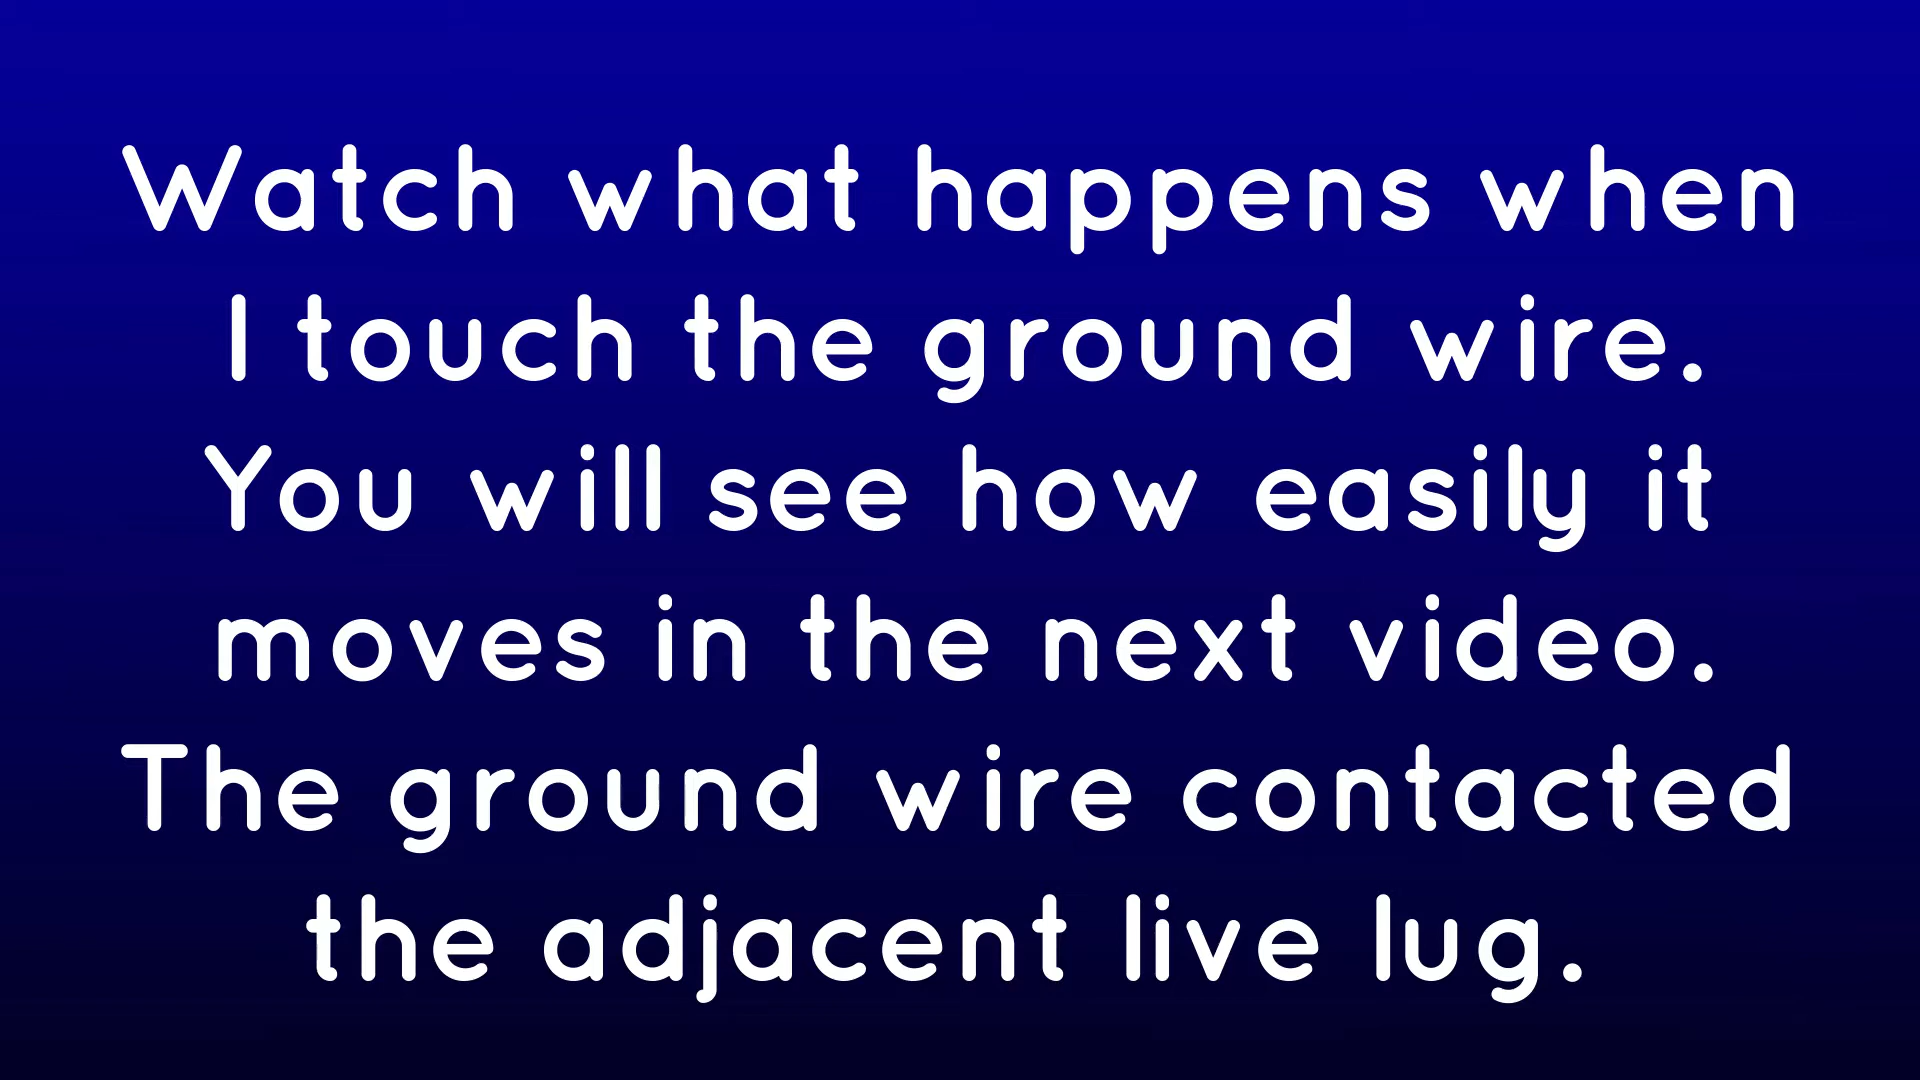 Watch what happens when
I touch the ground wire.
You will see how easily it
moves in the next video.
The ground wire contacted
the adjacent live lug.